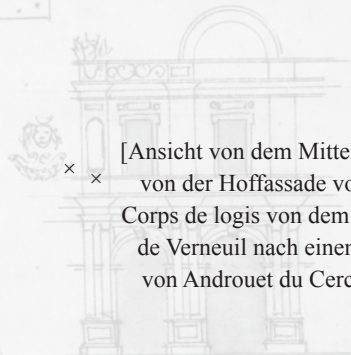 [Ansicht von dem Mitte
von der Hoffassade vo
Corps de logis von dem
de Verneuil nach einer
von Androuet du Cerc